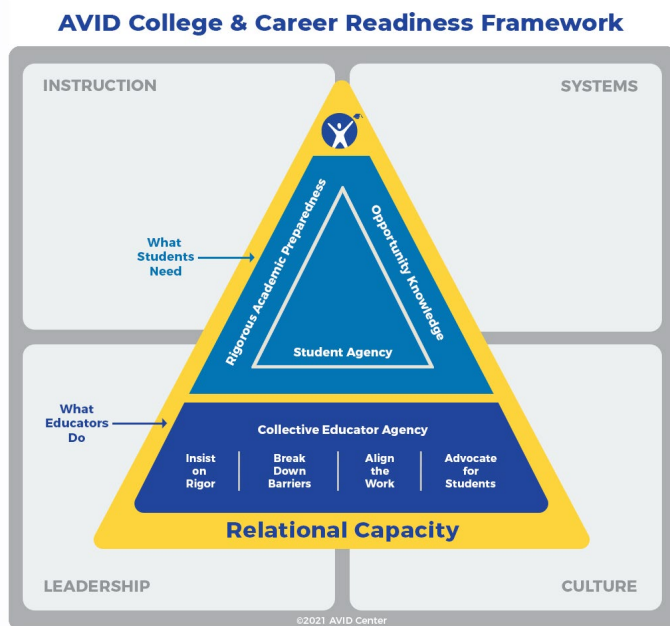 AVID College & Career Readiness Framework
INSTRUCTION
SYSTEMS
What
Students
Need
Rigorous Academic Preparedness
Opportunity Knowledge
Student Agency
What
Educators
Do
Collective Educator Agency
Insist
on
Rigor
Break
Down
Barriers
Align
the
Work
Advocate
for
Students
Relational Capacity
LEADERSHIP
CULTURE
©2021 AVID Center